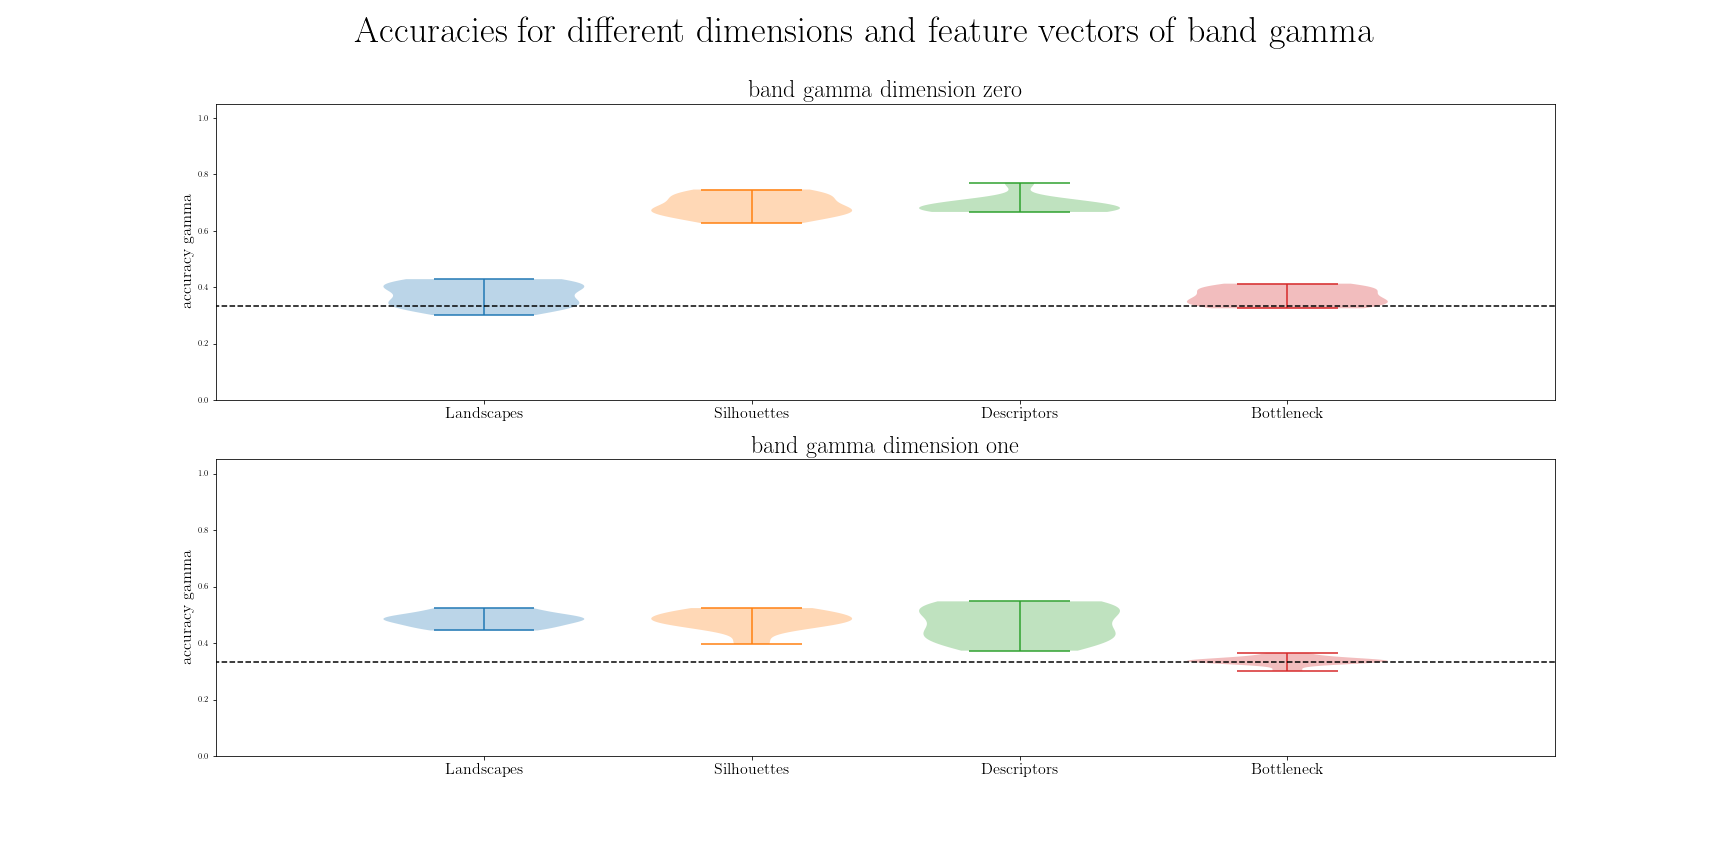 Accuracies for different dimensions and feature vectors of band gamma
band gamma dimension zero
accuracy gamma
1.0
0.8
0.6
0.4
0.2
0.0
Landscapes Silhouettes Descriptors Bottleneck
band gamma dimension one
accuracy gamma
1.0
0.8
0.6
0.4
0.2
0.0
Landscapes Silhouettes Descriptors Bottleneck